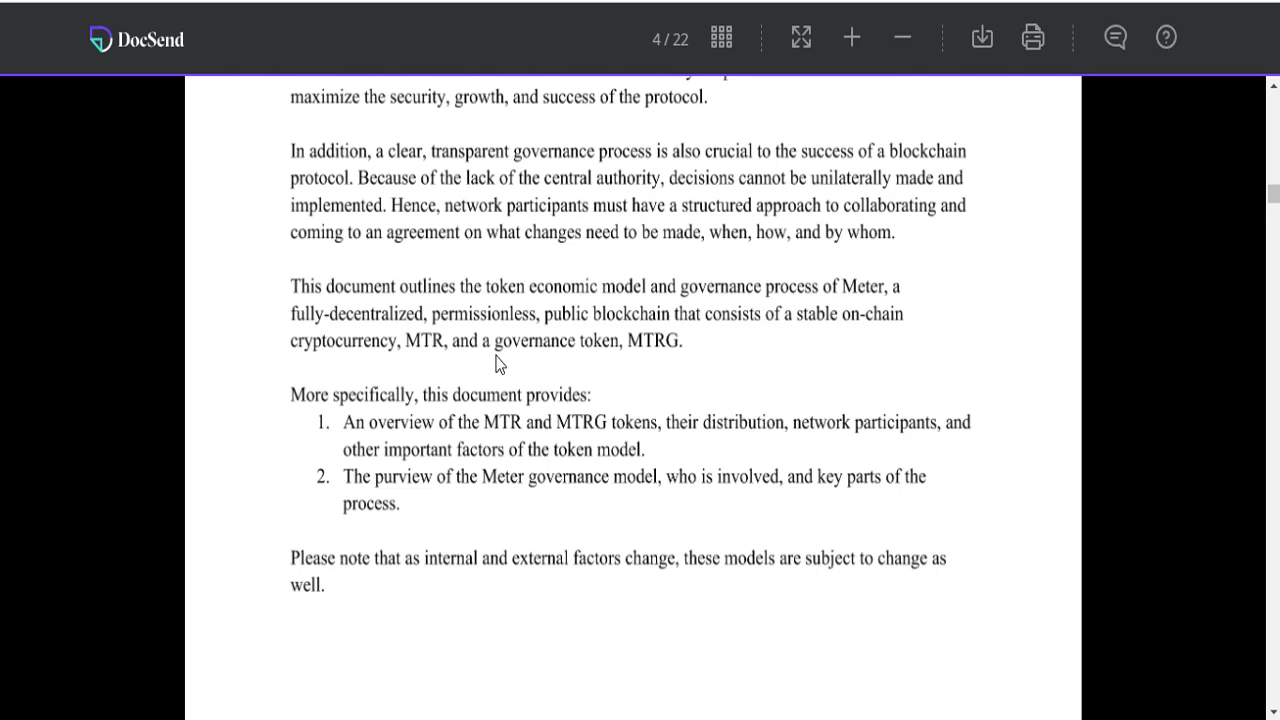 DocSend
4 / 22
maximize the security, growth, and success of the protocol.
In addition, a clear, transparent governance process is also crucial to the success of a blockchain
protocol. Because of the lack of the central authority, decisions cannot be unilaterally made and
implemented. Hence, network participants must have a structured approach to collaborating and
coming to an agreement on what changes need to be made, when, how, and by whom.
This document outlines the token economic model and governance process of Meter, a
fully-decentralized, permissionless, public blockchain that consists of a stable on-chain
cryptocurrency, MTR, and a governance token, MTRG.
More specifically, this document provides:
1. An overview of the MTR and MTRG tokens, their distribution, network participants, and
other important factors of the token model.
2. The purview of the Meter governance model, who is involved, and key parts of the
process.
Please note that as internal and external factors change, these models are subject to change as
well.